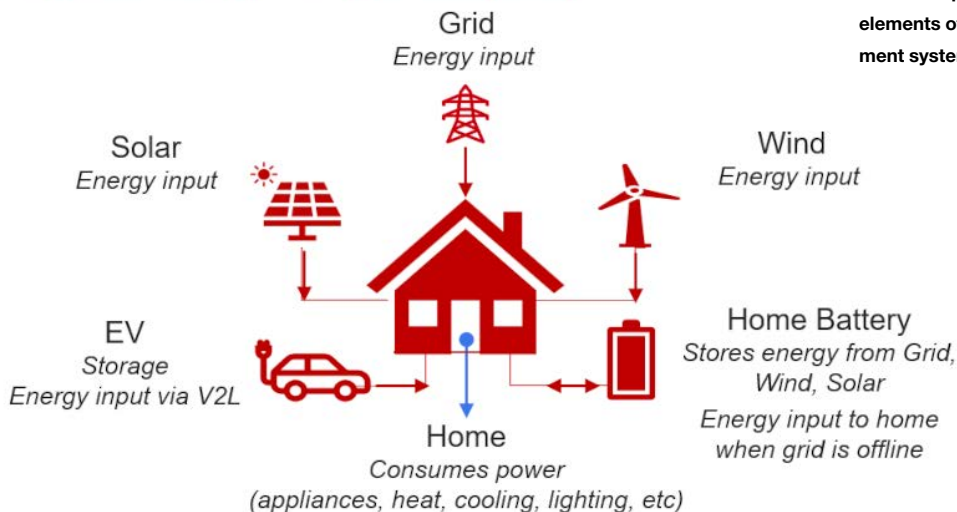 Grid
Energy input
elements o
ment syster
Solar
Energy input
Wind
Energy input
EV
Storage
Energy input via V2L
Home Battery
Stores energy from Grid,
Wind, Solar
Energy input to home
when grid is offline
Home
Consumes power
(appliances, heat, cooling, lighting, etc)